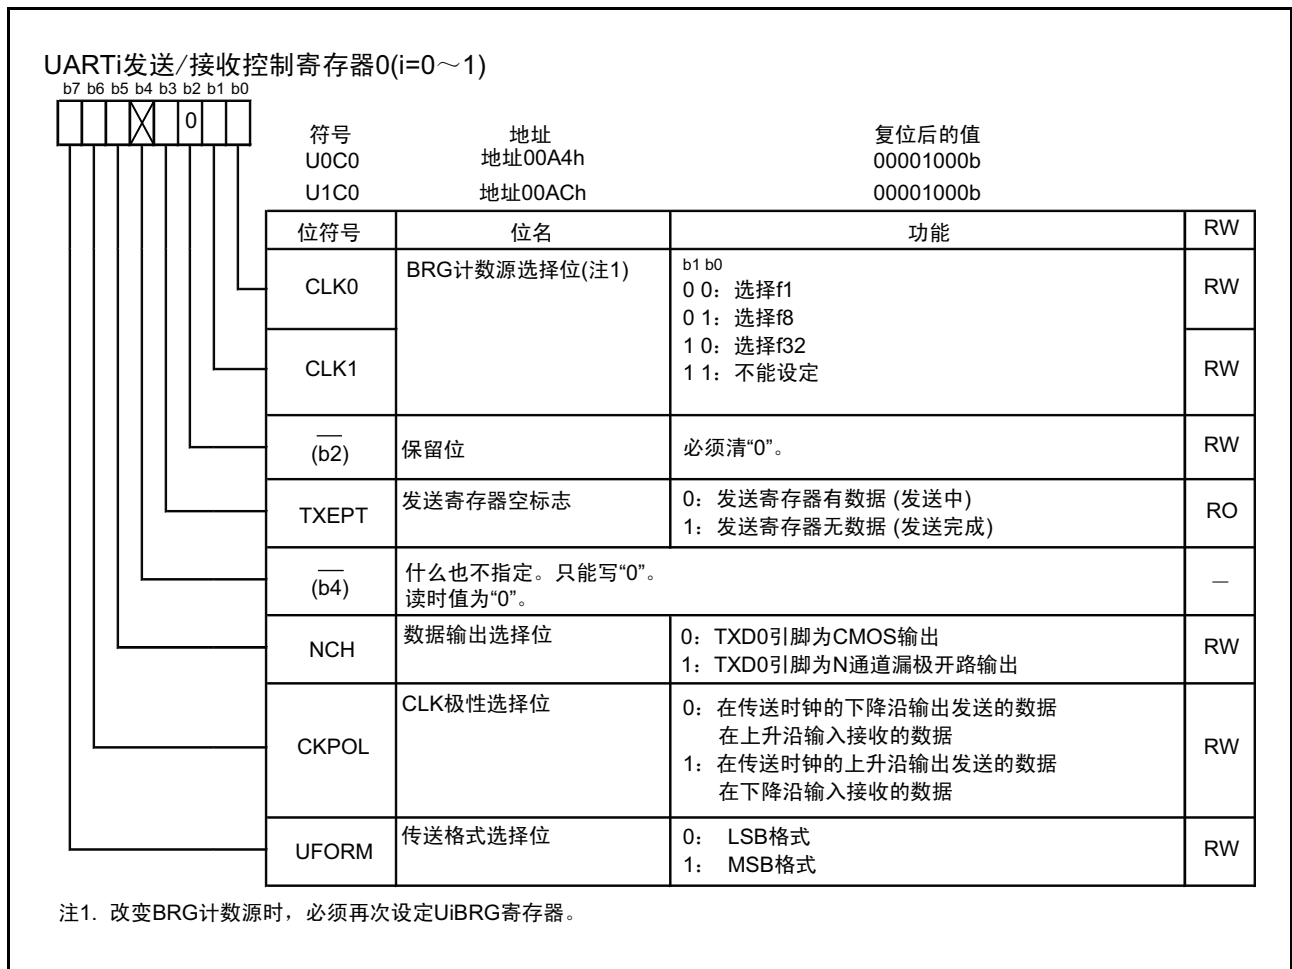 UARTi发送/接收控制寄存器0(i=0～1)
b7 b6 b5 b4 b3 b2 b1 b0
0
符号 地址 复位后的值
U0C0 地址00A4h 00001000b
U1C0 地址00ACh 00001000b
位符号 位名 功能 RW
CLK0 BRG计数源选择位(注1) b1 b0
0 0：选择f1 RW
0 1：选择f8
1 0：选择f32
CLK1 1 1：不能设定 RW
(b2) 保留位 必须清“0”。 RW
TXEPT 发送寄存器空标志 0：发送寄存器有数据 (发送中) RO
1：发送寄存器无数据 (发送完成)
(b4) 什么也不指定。只能写“0”。 —
读时值为“0”。
NCH 数据输出选择位 0：TXD0引脚为CMOS输出 RW
1：TXD0引脚为N通道漏极开路输出
CKPOL CLK极性选择位 0：在传送时钟的下降沿输出发送的数据
在上升沿输入接收的数据 RW
1：在传送时钟的上升沿输出发送的数据
在下降沿输入接收的数据
UFORM 传送格式选择位 0： LSB格式 RW
1： MSB格式
注1. 改变BRG计数源时，必须再次设定UiBRG寄存器。